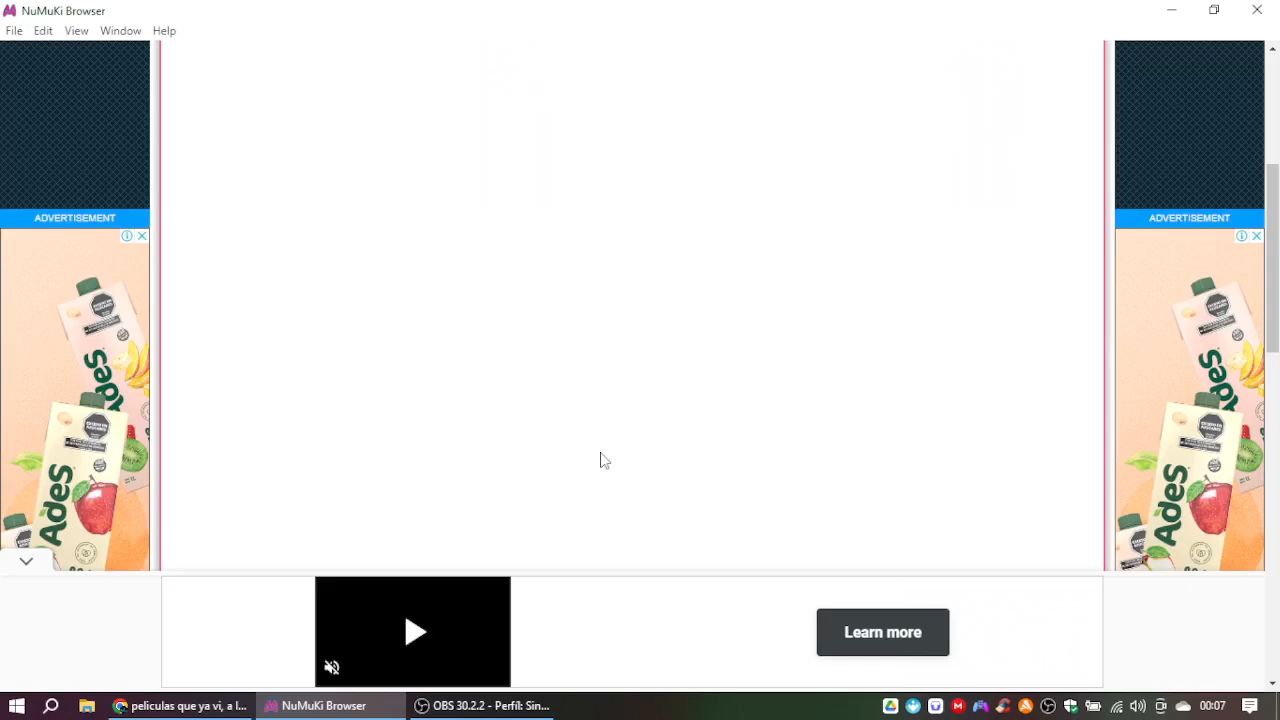 NuMuKi Browser
File Edit View Window Help
ADVERTISEMENT
ADVERTISEMENT
AdeS
AdeS
AdeS
AdeS
Learn more
peliculas que ya vi, a l...
NuMuKi Browser
OBS 30.2.2 - Perfil: Sin...
00:07